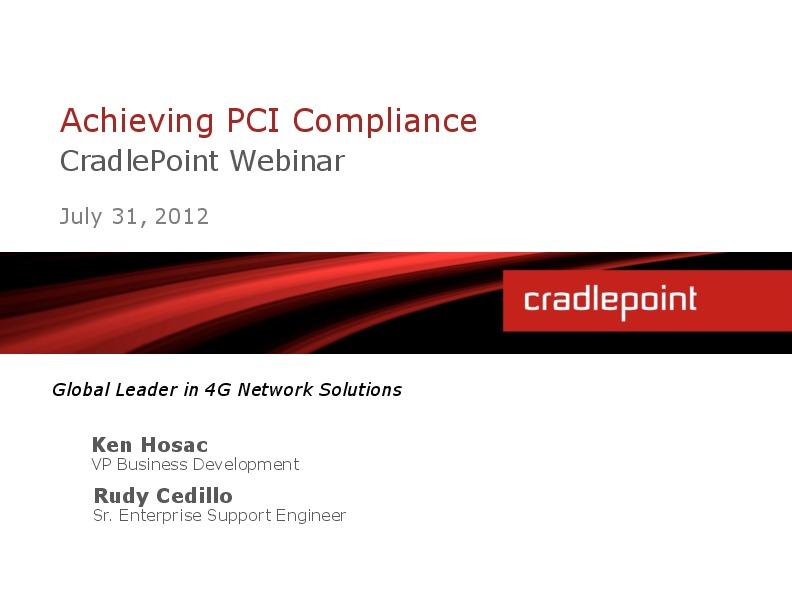 Achieving PCI Compliance
CradlePoint Webinar
July 31, 2012
cradlepoint
Global Leader in 4G Network Solutions
Ken Hosac
VP Business Development
Rudy Cedillo
Sr. Enterprise Support Engineer